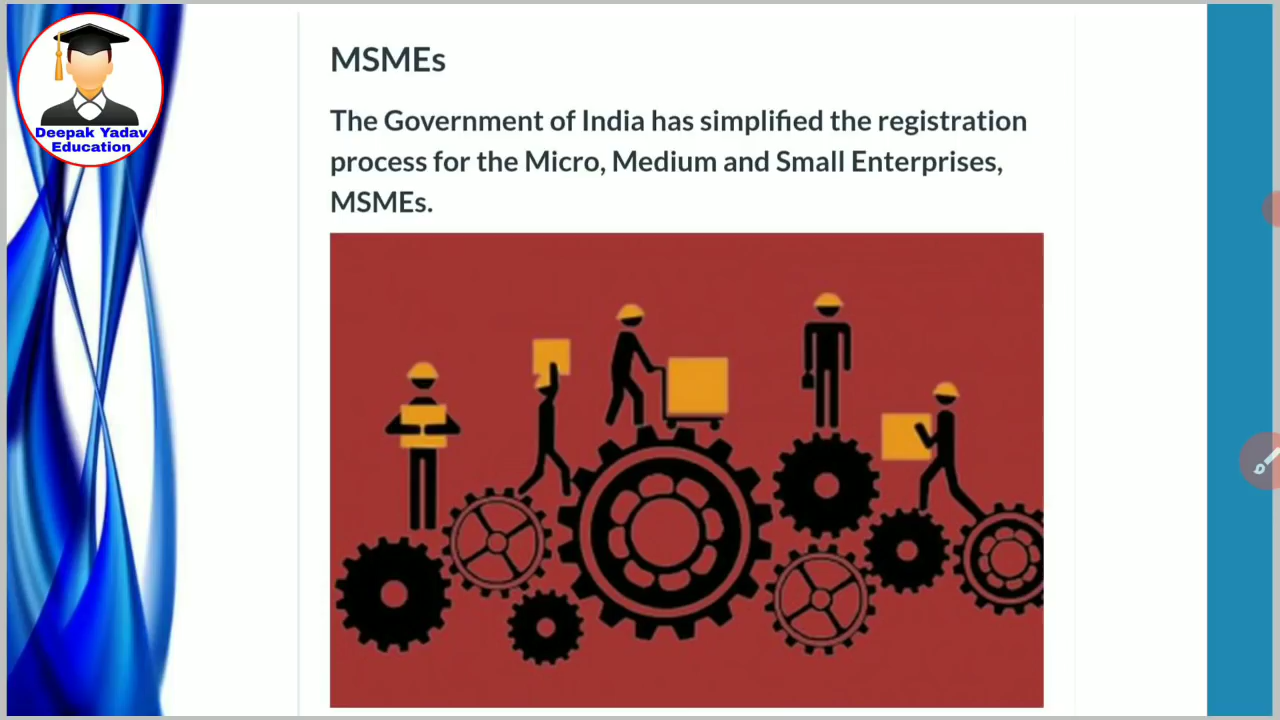 Deepak Yadav
Education
MSMEs
The Government of India has simplified the registration
process for the Micro, Medium and Small Enterprises,
MSMEs.